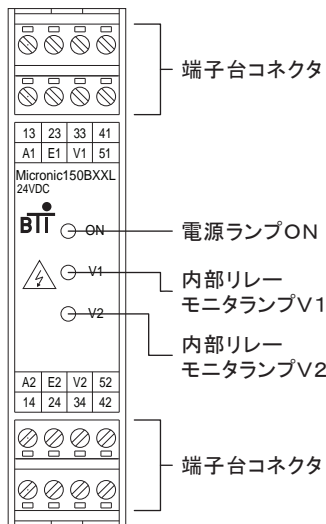 端子台コネクタ
13 23 33 41
A1 E1 V1 51
Micronic150BXXL
24VDC
BTI
ON
電源ランプON
V1
内部リレー
モニタランプV1
V2
内部リレー
モニタランプV2
A2 E2 V2 52
14 24 34 42
端子台コネクタ